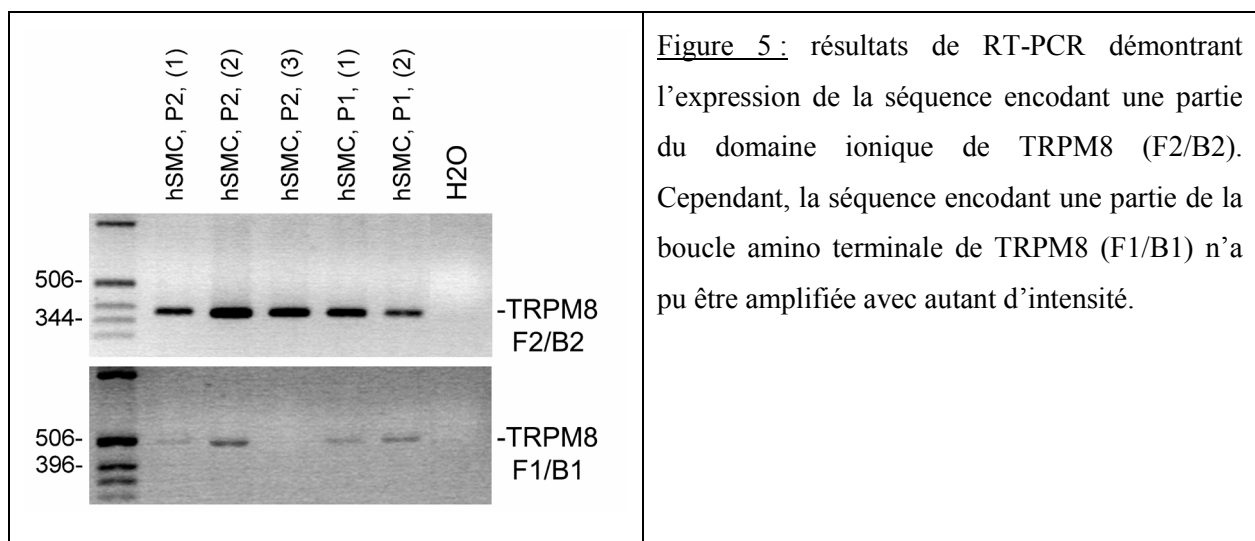 hSMC, P2, (1)
hSMC, P2, (2)
hSMC, P2, (3)
hSMC, P1, (1)
hSMC, P1, (2)
H2O
506-
344-
-TRPM8
F2/B2
506-
396-
-TRPM8
F1/B1
Figure 5 : résultats de RT-PCR démontrant
l’expression de la séquence encodant une partie
du domaine ionique de TRPM8 (F2/B2).
Cependant, la séquence encodant une partie de la
boucle amino terminale de TRPM8 (F1/B1) n’a
pu être amplifiée avec autant d’intensité.